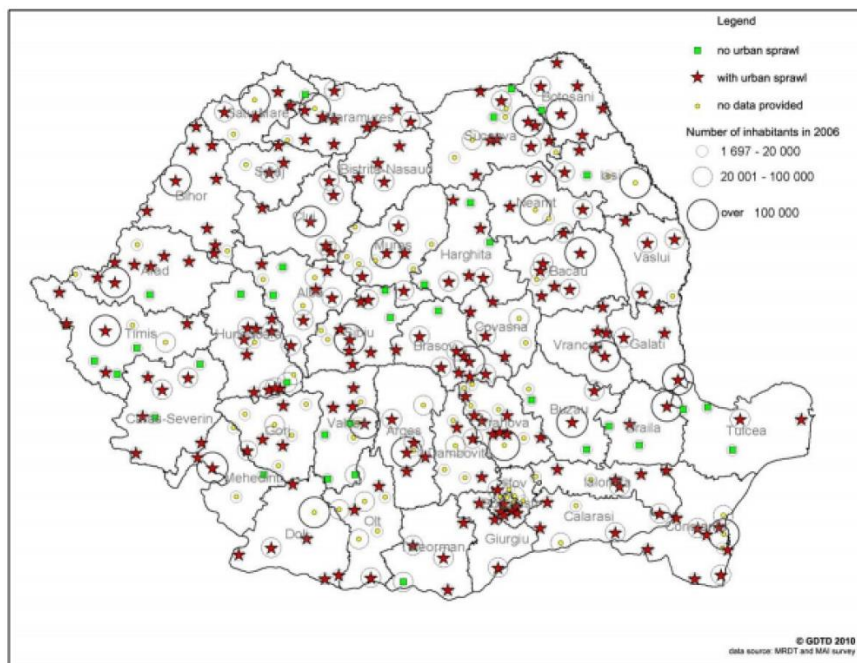 Legend
no urban sprawl
with urban sprawl
no data provided
Number of inhabitants in 2006
1 697 - 20 000
20 001 - 100 000
over 100 000
Botosani
Maramures
Suceava
Iasi
Salaj
Bistrita-Nasaud
Bihor
Neamt
Cluj
Mures
Harghita
Vaslui
Bacau
Arad
Alba
Timis
Hunedoara
Sibiu
Covasna
Brasov
Vrancea
Galati
Caras-Severin
Gorj
Valcea
Arges
Prahova
Buzau
Braila
Tulcea
Dambovita
Mehedinti
Ilfov
Ialomita
Calarasi
Constanta
Dolj
Olt
Giurgiu
Teleorman
© GDTD 2010
data source: MRDT and MAI survey